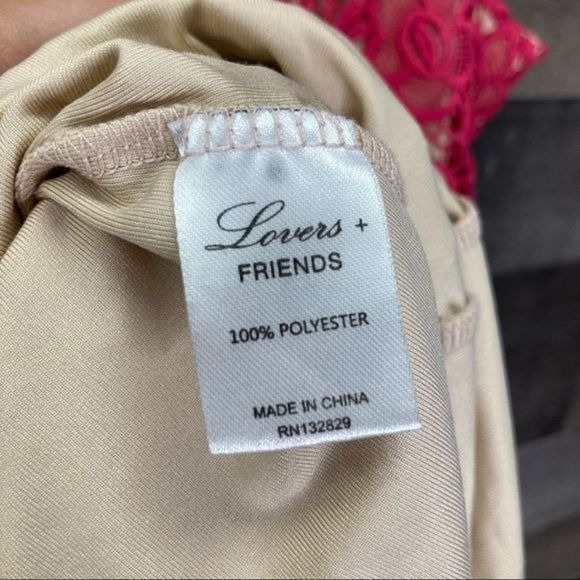 Lovers +
FRIENDS
100% POLYESTER
MADE IN CHINA
RN132829